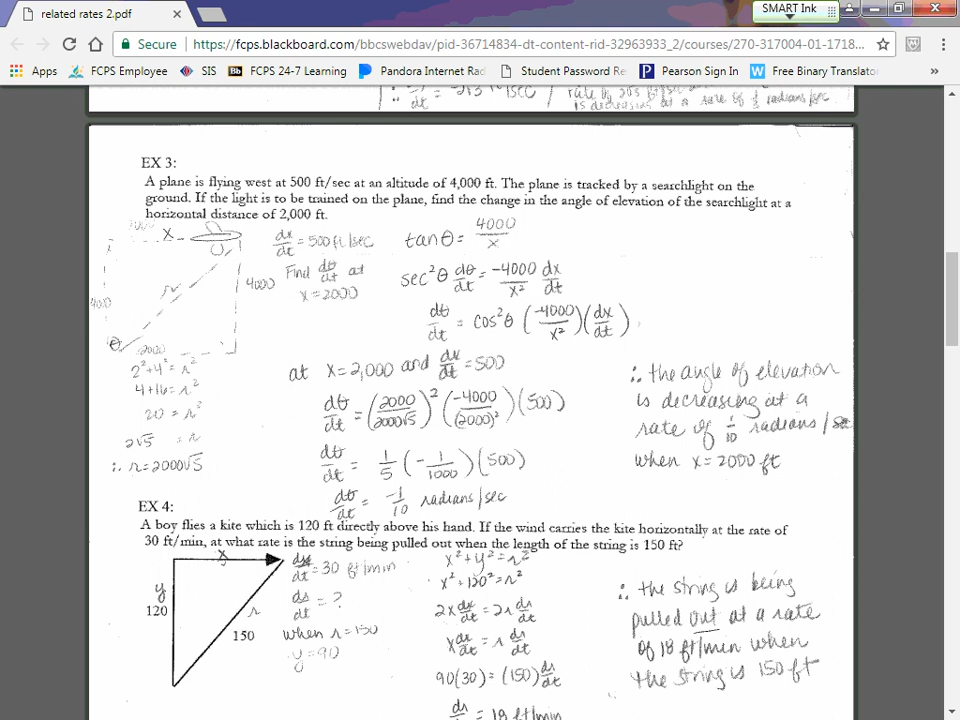 related rates 2.pdf
SMART Ink
Secure
https://fcps.blackboard.com/bbcswebdav/pid-36714834-dt-content-rid-32963933_2/courses/270-317004-01-1718...
Apps FCPS Employee SIS FCPS 24-7 Learning Pandora Internet Rad Student Password Re Pearson Sign In Free Binary Translator »
is decreasing at a rate of radians/sec
EX 3:
A plane is flying west at 500 ft/sec at an altitude of 4,000 ft. The plane is tracked by a searchlight on the
ground. If the light is to be trained on the plane, find the change in the angle of elevation of the searchlight at a
horizontal distance of 2,000 ft.
x
4000
r
4000
θ
2000
2²+4²=r²
4+16=r²
20=r²
2√5=r
∴ r=2000√5
dx/dt=500ft/sec
Find dθ/dt at
x=2000
tanθ=4000/x
sec²θ dθ/dt=-4000/x² dx/dt
dθ/dt = cos²θ (-4000/x²)(dx/dt)
at x=2,000 and dx/dt=500
dθ/dt=(2000/2000√5)²(-4000/(2000)²)(500)
dθ/dt = 1/5(-1/1000)(500)
dθ/dt = -1/10 radians/sec
∴ the angle of elevation
is decreasing at a
rate of 1/10 radians/sec
when x=2000 ft
EX 4:
A boy flies a kite which is 120 ft directly above his hand. If the wind carries the kite horizontally at the rate of
30 ft/min, at what rate is the string being pulled out when the length of the string is 150 ft?
x
y
120
r
150
dx/dt=30 ft/min
dr/dt=?
when r=150
y=90
x²+y²=r²
x²+120²=r²
2x dx/dt=2r dr/dt
x dx/dt=r dr/dt
90(30)=(150)dr/dt
dr/dt=18 ft/min
∴ the string is being
pulled out at a rate
of 18 ft/min when
the string is 150 ft